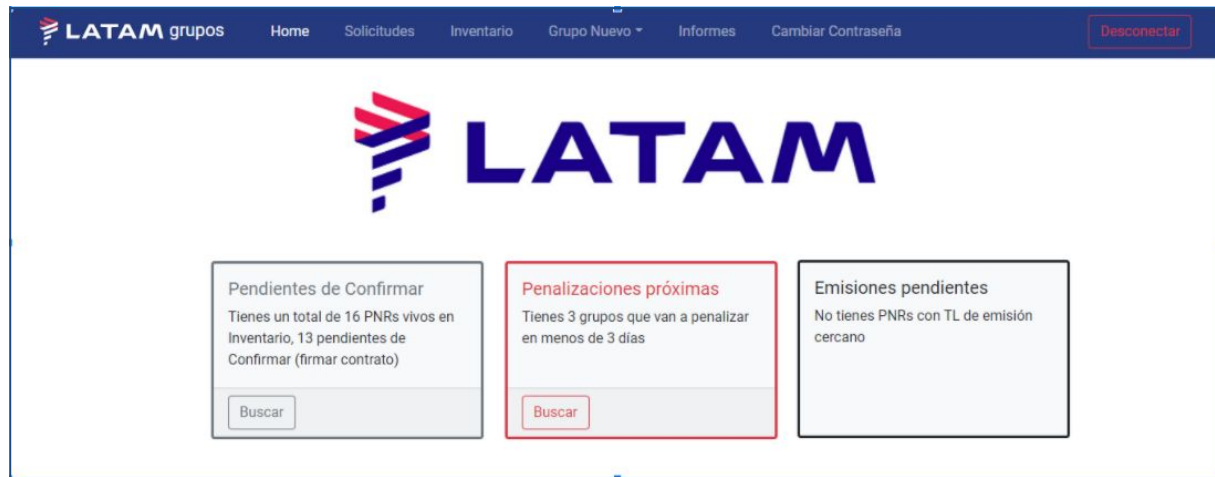 LATAM grupos Home Solicitudes Inventario Grupo Nuevo Informes Cambiar Contraseña Desconectar
LATAM
Pendientes de Confirmar
Tienes un total de 16 PNRs vivos en
Inventario, 13 pendientes de
Confirmar (firmar contrato)
Buscar
Penalizaciones próximas
Tienes 3 grupos que van a penalizar
en menos de 3 días
Buscar
Emisiones pendientes
No tienes PNRs con TL de emisión
cercano